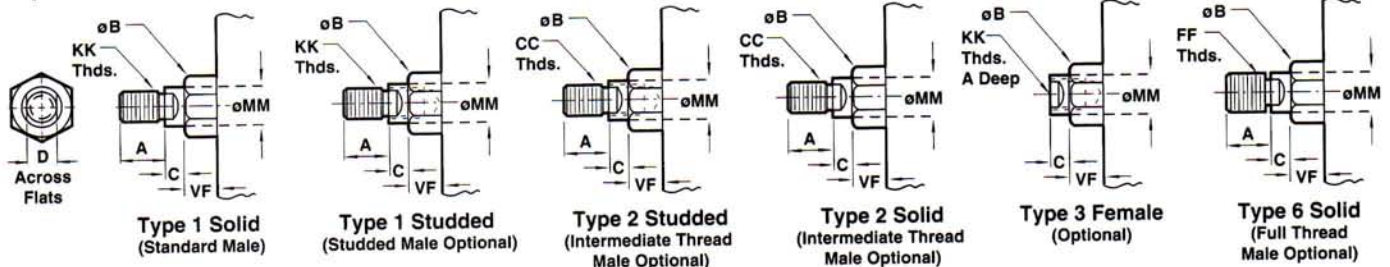 D
Across
Flats
øB
KK
Thds.
øMM
A
C
VF
Type 1 Solid
(Standard Male)
øB
KK
Thds.
øMM
A
C
VF
Type 1 Studded
(Studded Male Optional)
øB
CC
Thds.
øMM
A
C
VF
Type 2 Studded
(Intermediate Thread
Male Optional)
øB
CC
Thds.
øMM
A
C
VF
Type 2 Solid
(Intermediate Thread
Male Optional)
øB
KK
Thds.
A Deep
øMM
C
VF
Type 3 Female
(Optional)
øB
FF
Thds.
øMM
A
C
VF
Type 6 Solid
(Full Thread
Male Optional)